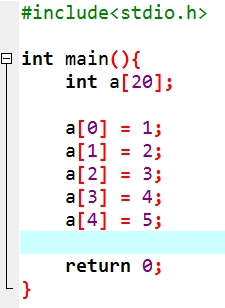 #include<stdio.h>
int main(){
int a[20];
a[0] = 1;
a[1] = 2;
a[2] = 3;
a[3] = 4;
a[4] = 5;
return 0;
}